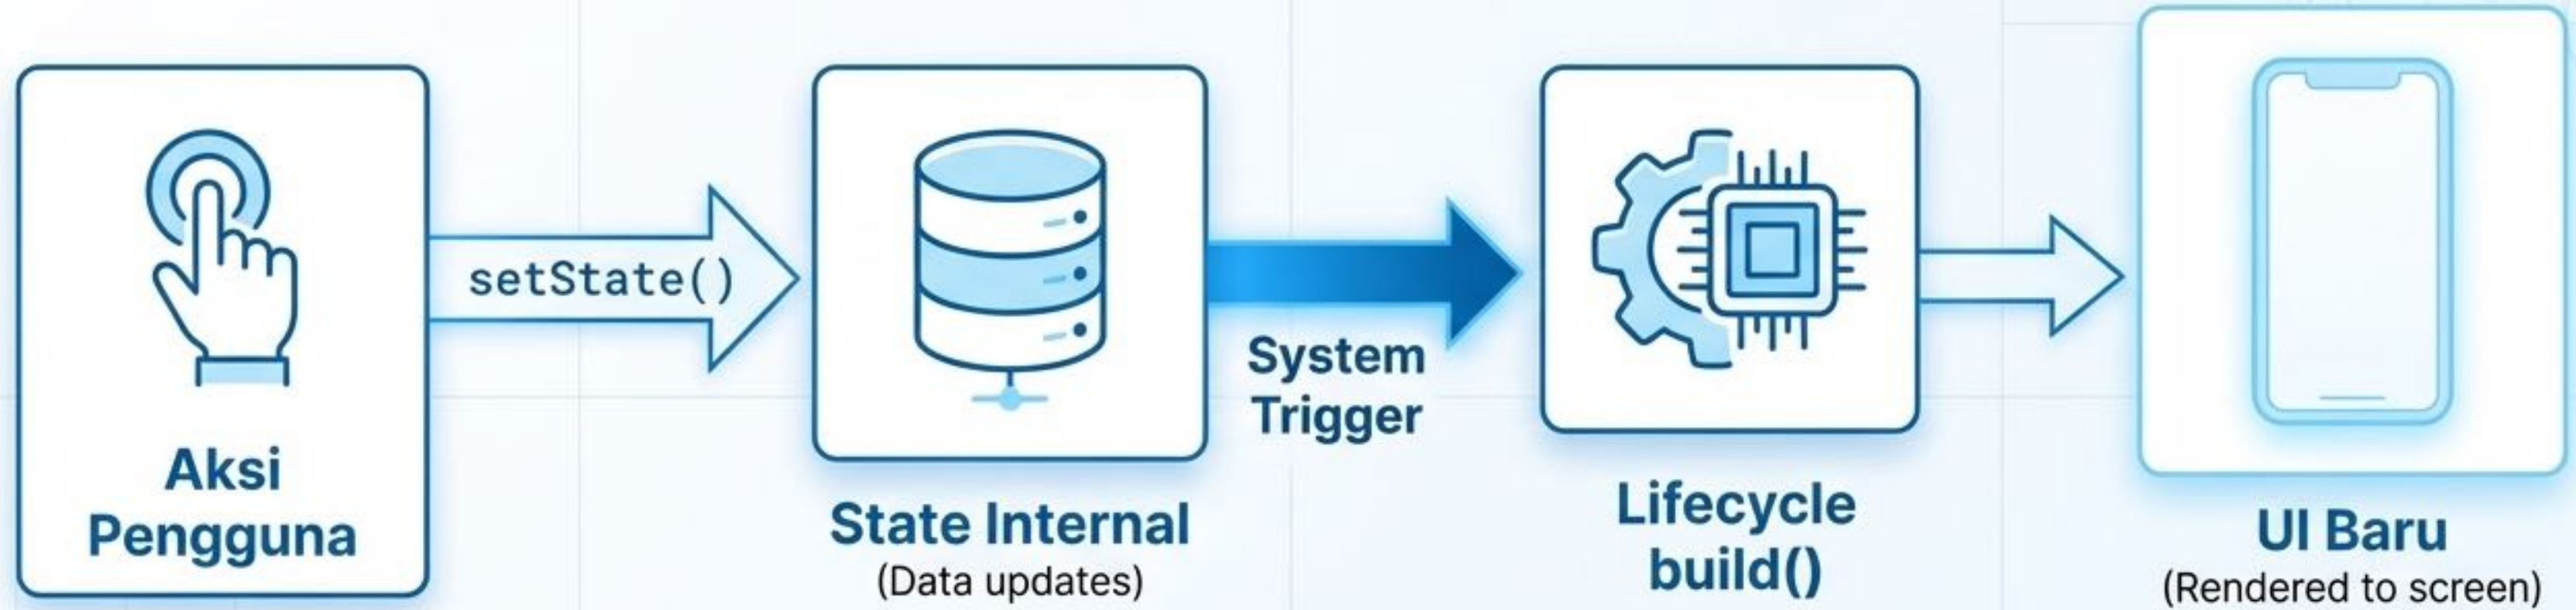 Aksi
Pengguna
setState()
State Internal
(Data updates)
System
Trigger
Lifecycle
build()
UI Baru
(Rendered to screen)